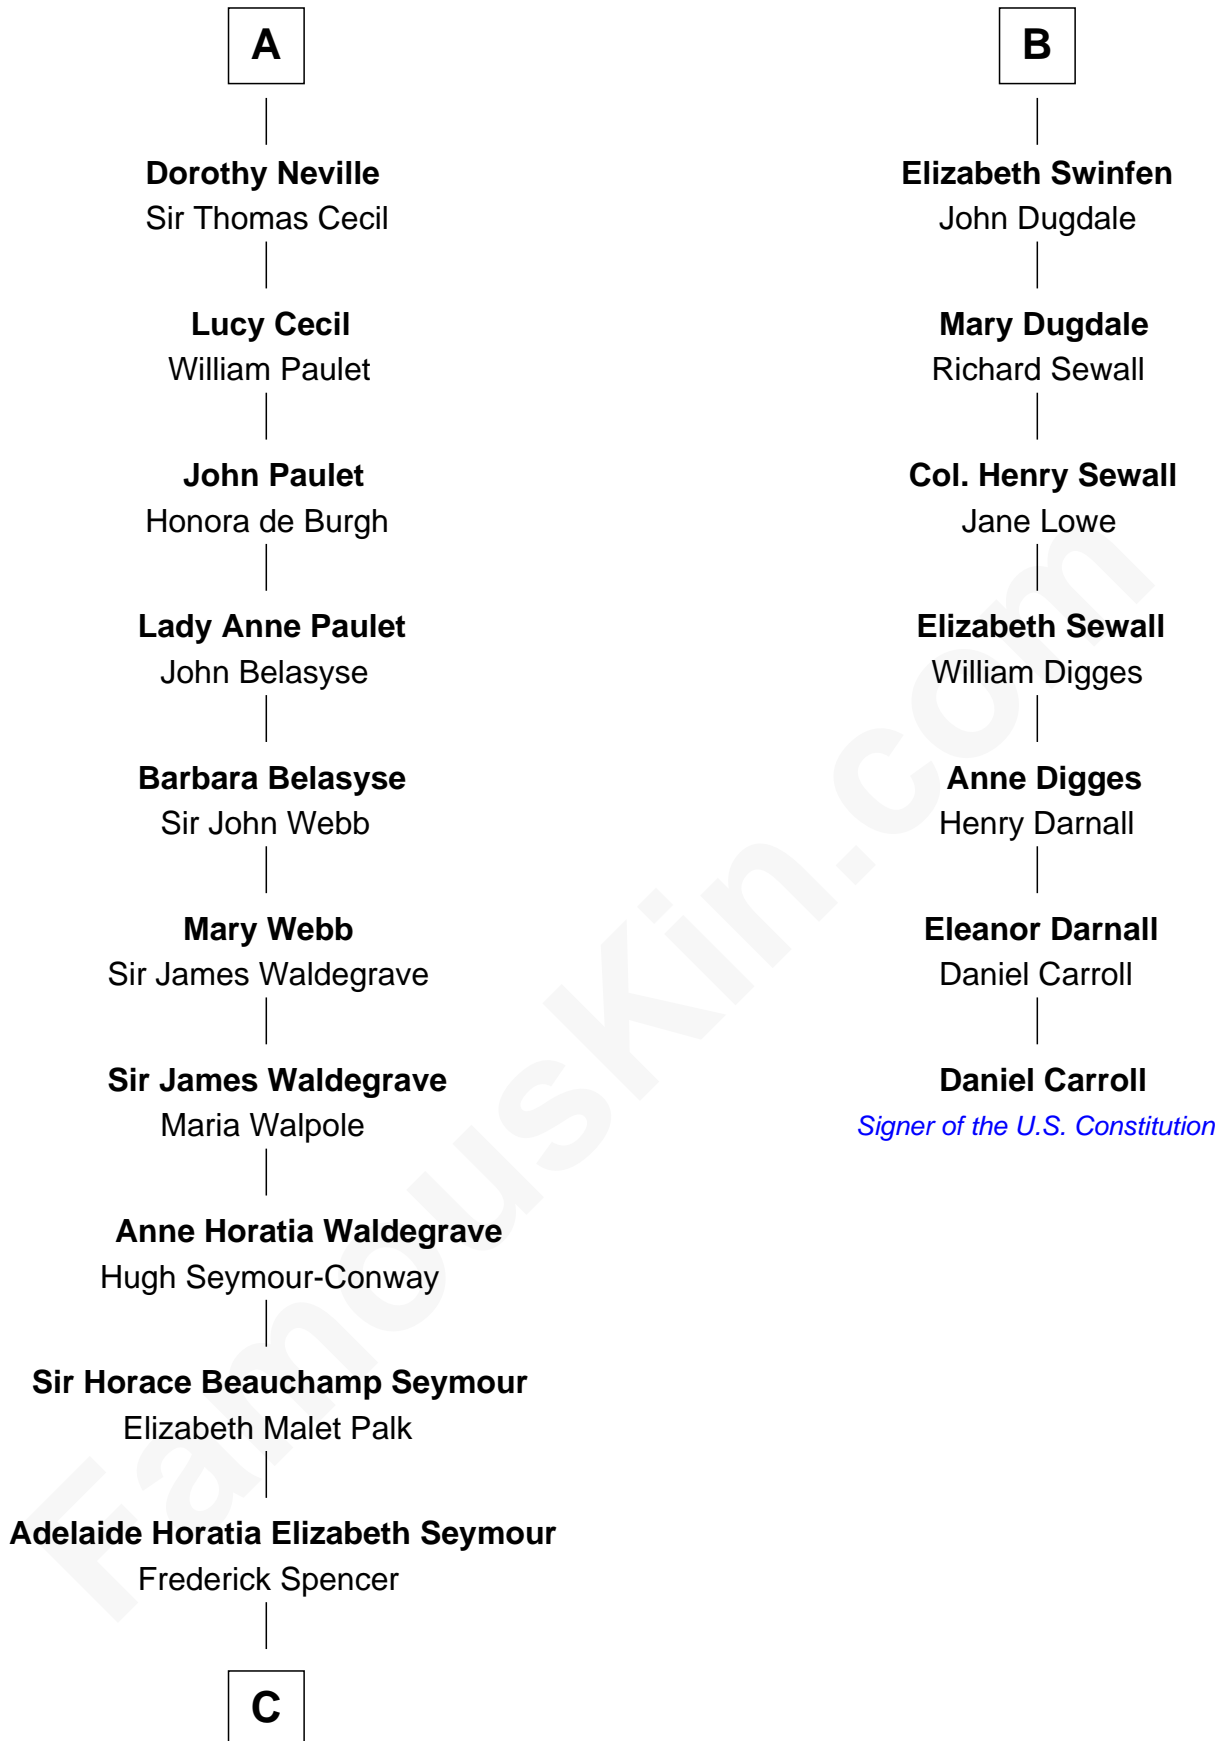 A
Dorothy Neville
Sir Thomas Cecil
Lucy Cecil
William Paulet
John Paulet
Honora de Burgh
Lady Anne Paulet
John Belasyse
Barbara Belasyse
Sir John Webb
Mary Webb
Sir James Waldegrave
Sir James Waldegrave
Maria Walpole
Anne Horatia Waldegrave
Hugh Seymour-Conway
Sir Horace Beauchamp Seymour
Elizabeth Malet Palk
Adelaide Horatia Elizabeth Seymour
Frederick Spencer
C
B
Elizabeth Swinfen
John Dugdale
Mary Dugdale
Richard Sewall
Col. Henry Sewall
Jane Lowe
Elizabeth Sewall
William Digges
Anne Digges
Henry Darnall
Eleanor Darnall
Daniel Carroll
Daniel Carroll
Signer of the U.S. Constitution
FamousKin.com